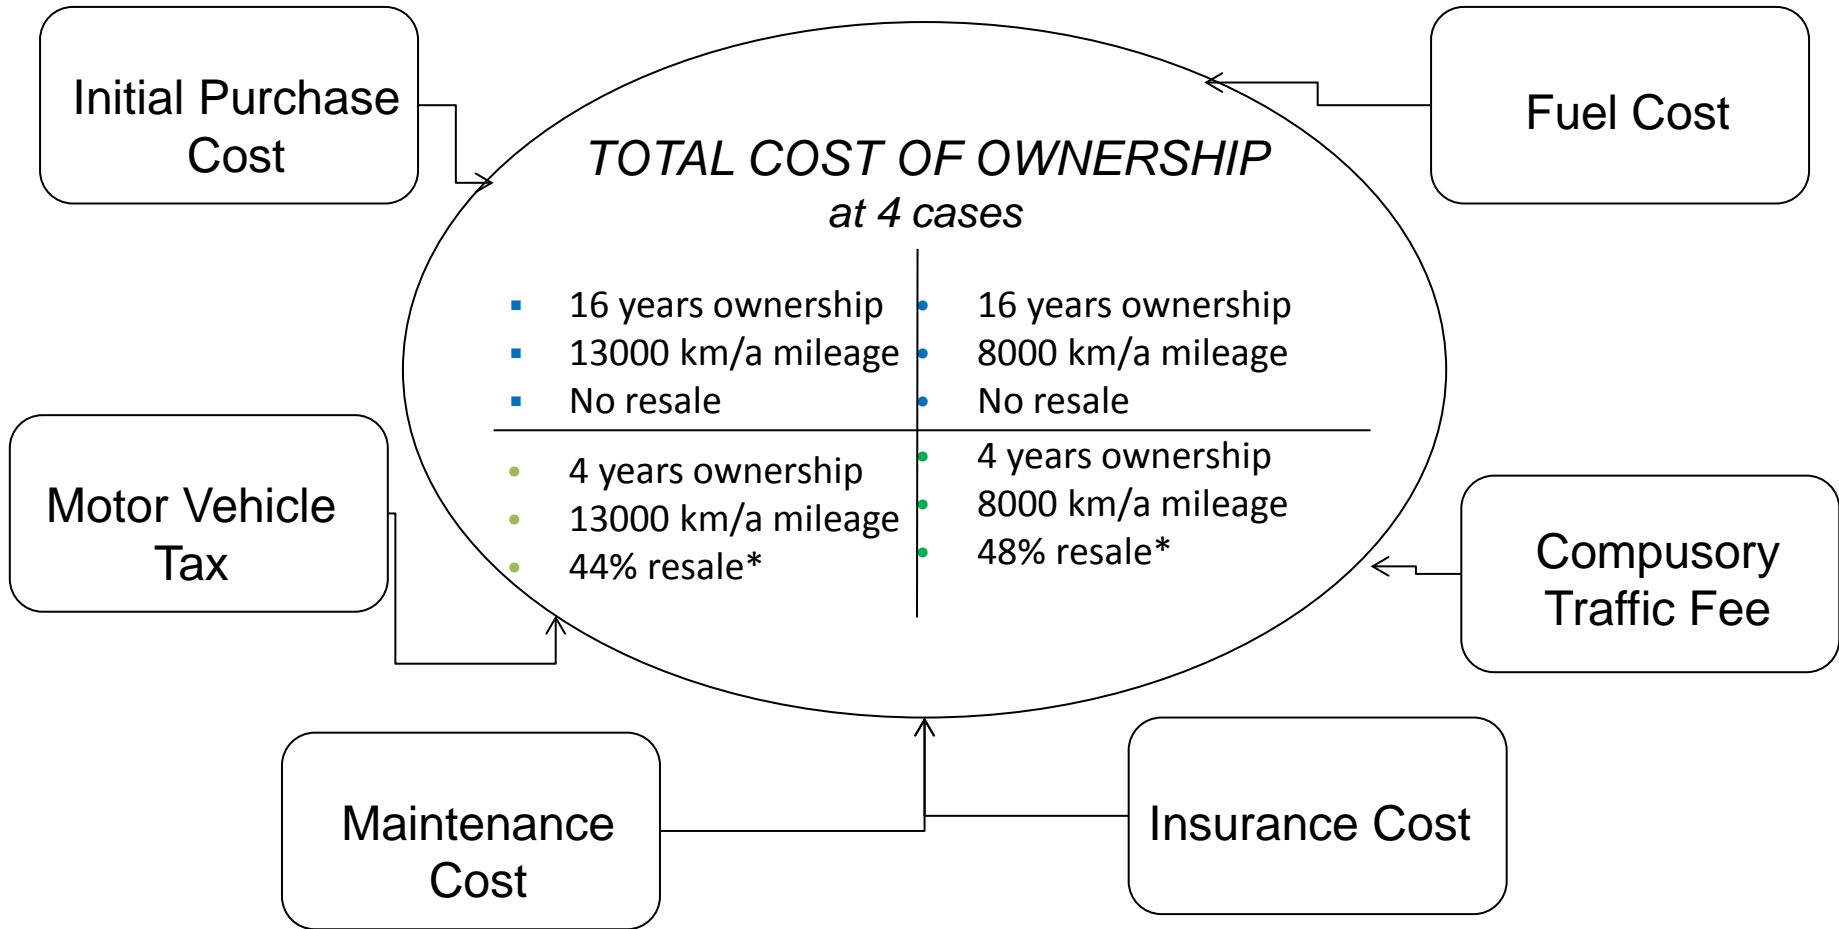 Initial Purchase
Cost
Fuel Cost
TOTAL COST OF OWNERSHIP
at 4 cases
16 years ownership
13000 km/a mileage
No resale
16 years ownership
8000 km/a mileage
No resale
4 years ownership
13000 km/a mileage
44% resale*
4 years ownership
8000 km/a mileage
48% resale*
Motor Vehicle
Tax
Compusory
Traffic Fee
Maintenance
Cost
Insurance Cost